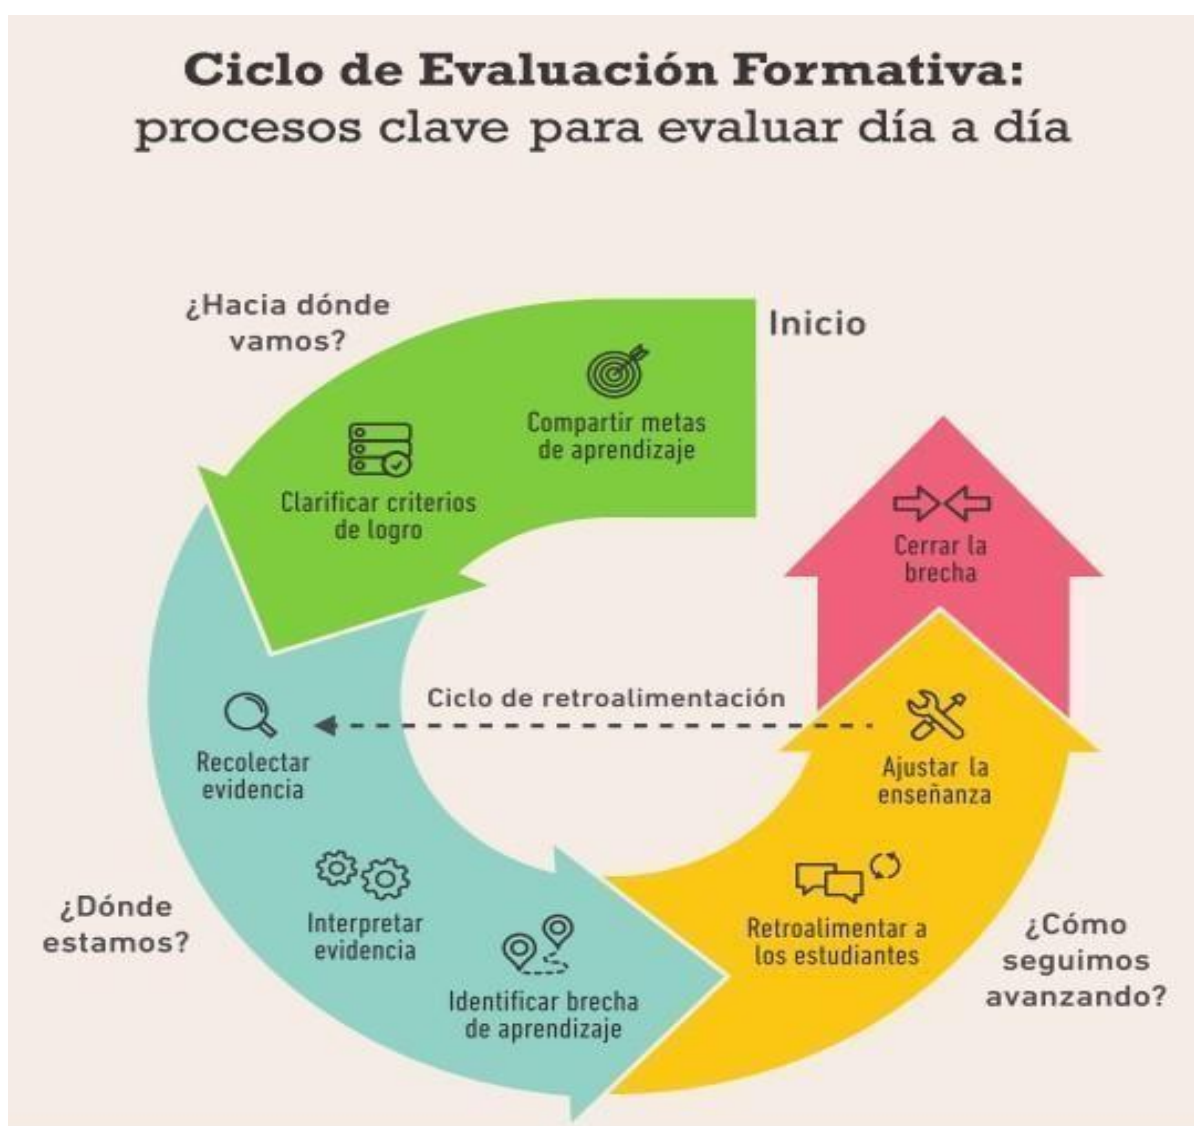 Ciclo de Evaluación Formativa:
procesos clave para evaluar día a día
¿Hacia dónde
vamos?
Inicio
Compartir metas
de aprendizaje
Clarificar criterios
de logro
Cerrar la
brecha
Ciclo de retroalimentación
Recolectar
evidencia
Ajustar la
enseñanza
Interpretar
evidencia
¿Dónde
estamos?
Identificar brecha
de aprendizaje
Retroalimentar a
los estudiantes
¿Cómo
seguimos
avanzando?